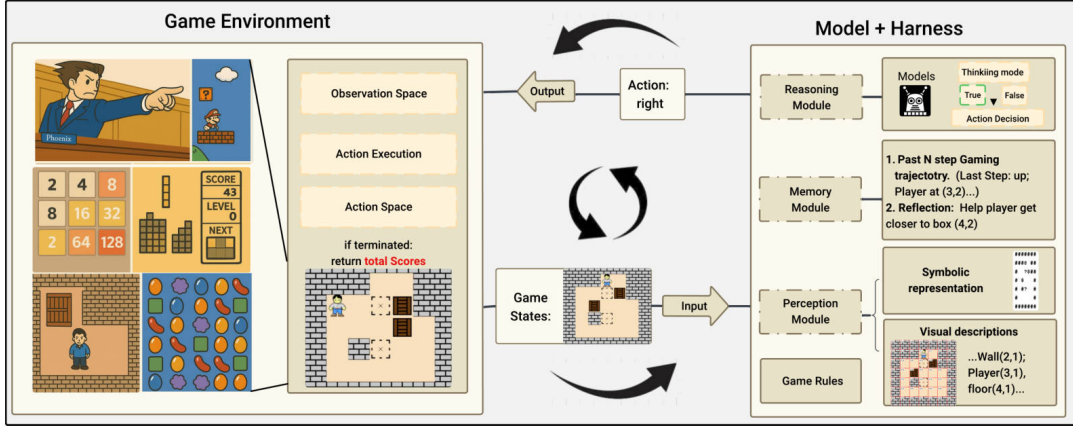 Game Environment
Model + Harness
Phoenix
?
2 4 8
8 16 32
2 64 128
SCORE
43
LEVEL
0
NEXT
Observation Space
Action Execution
Action Space
if terminated:
return total Scores
Output
Action:
right
Game
States:
Input
Reasoning
Module
Models
Thinkiing mode
True
False
Action Decision
Memory
Module
1. Past N step Gaming
trajectotry. (Last Step: up;
Player at (3,2)...)
2. Reflection: Help player get
closer to box (4,2)
Perception
Module
Symbolic
representation
Visual descriptions
...Wall(2,1);
Player(3,1),
floor(4,1)...
Game Rules